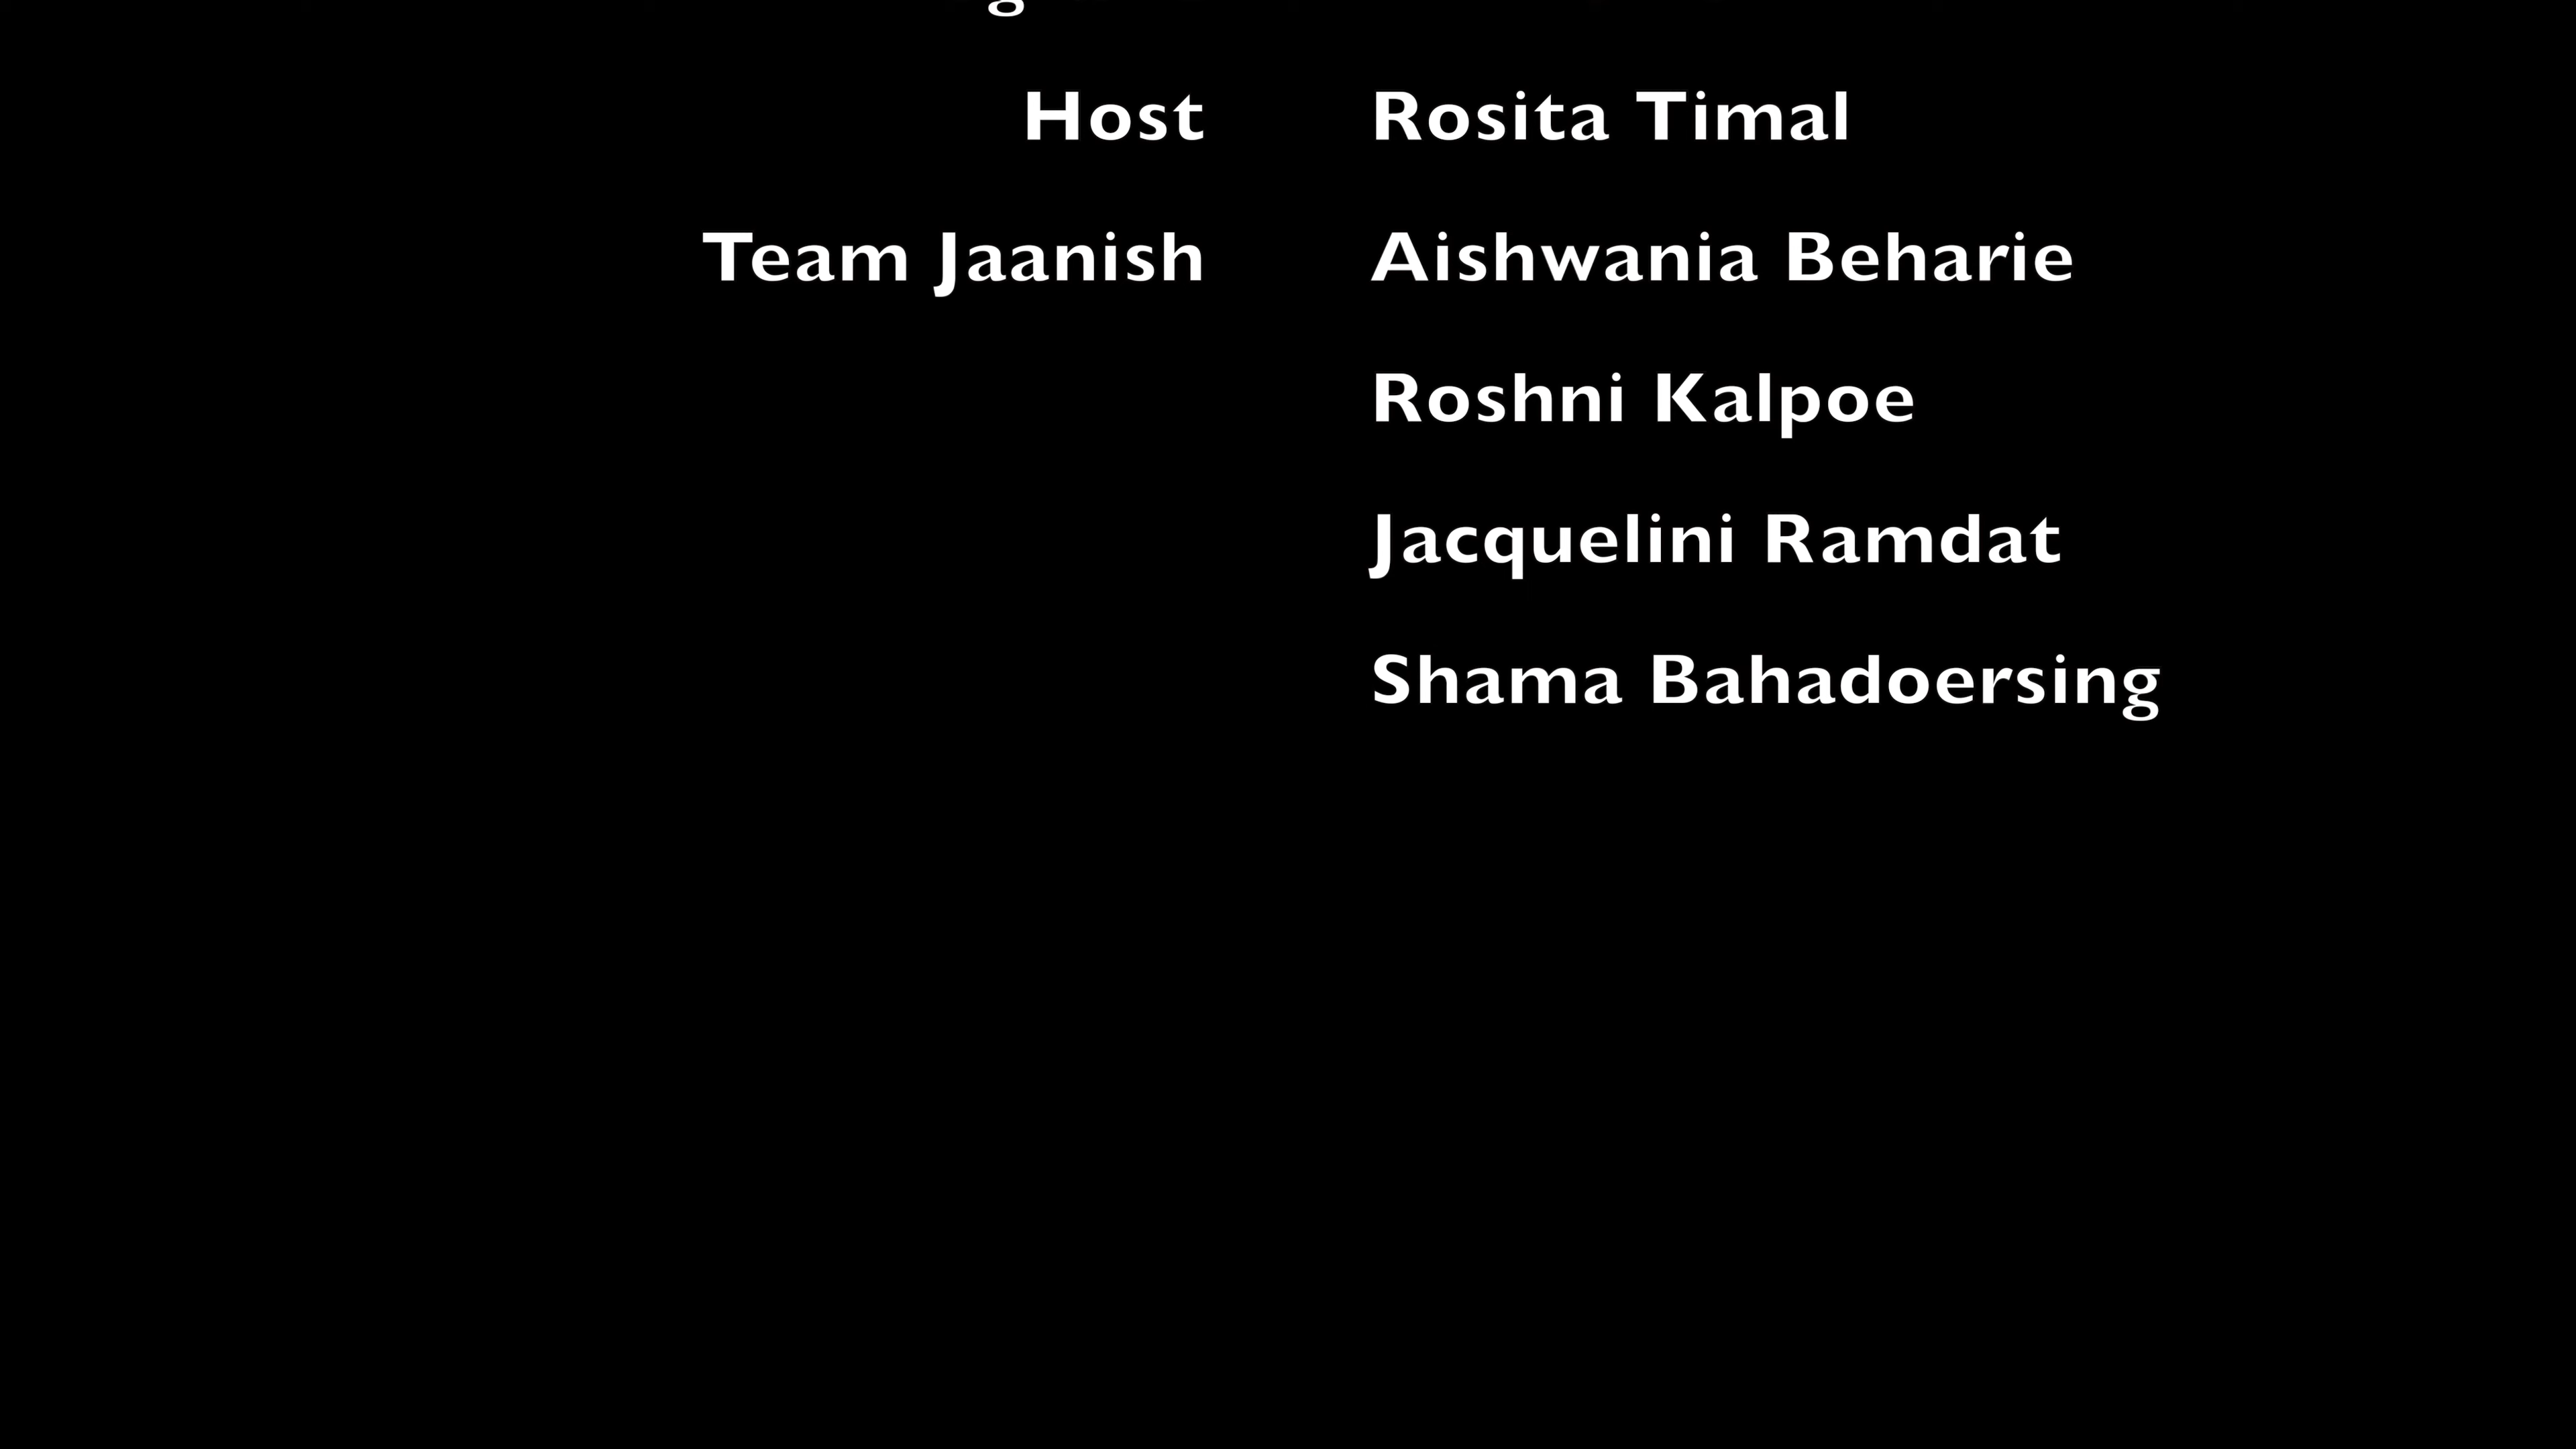 Host Rosita Timal
Team Jaanish Aishwania Beharie
Roshni Kalpoe
Jacquelini Ramdat
Shama Bahadoersing